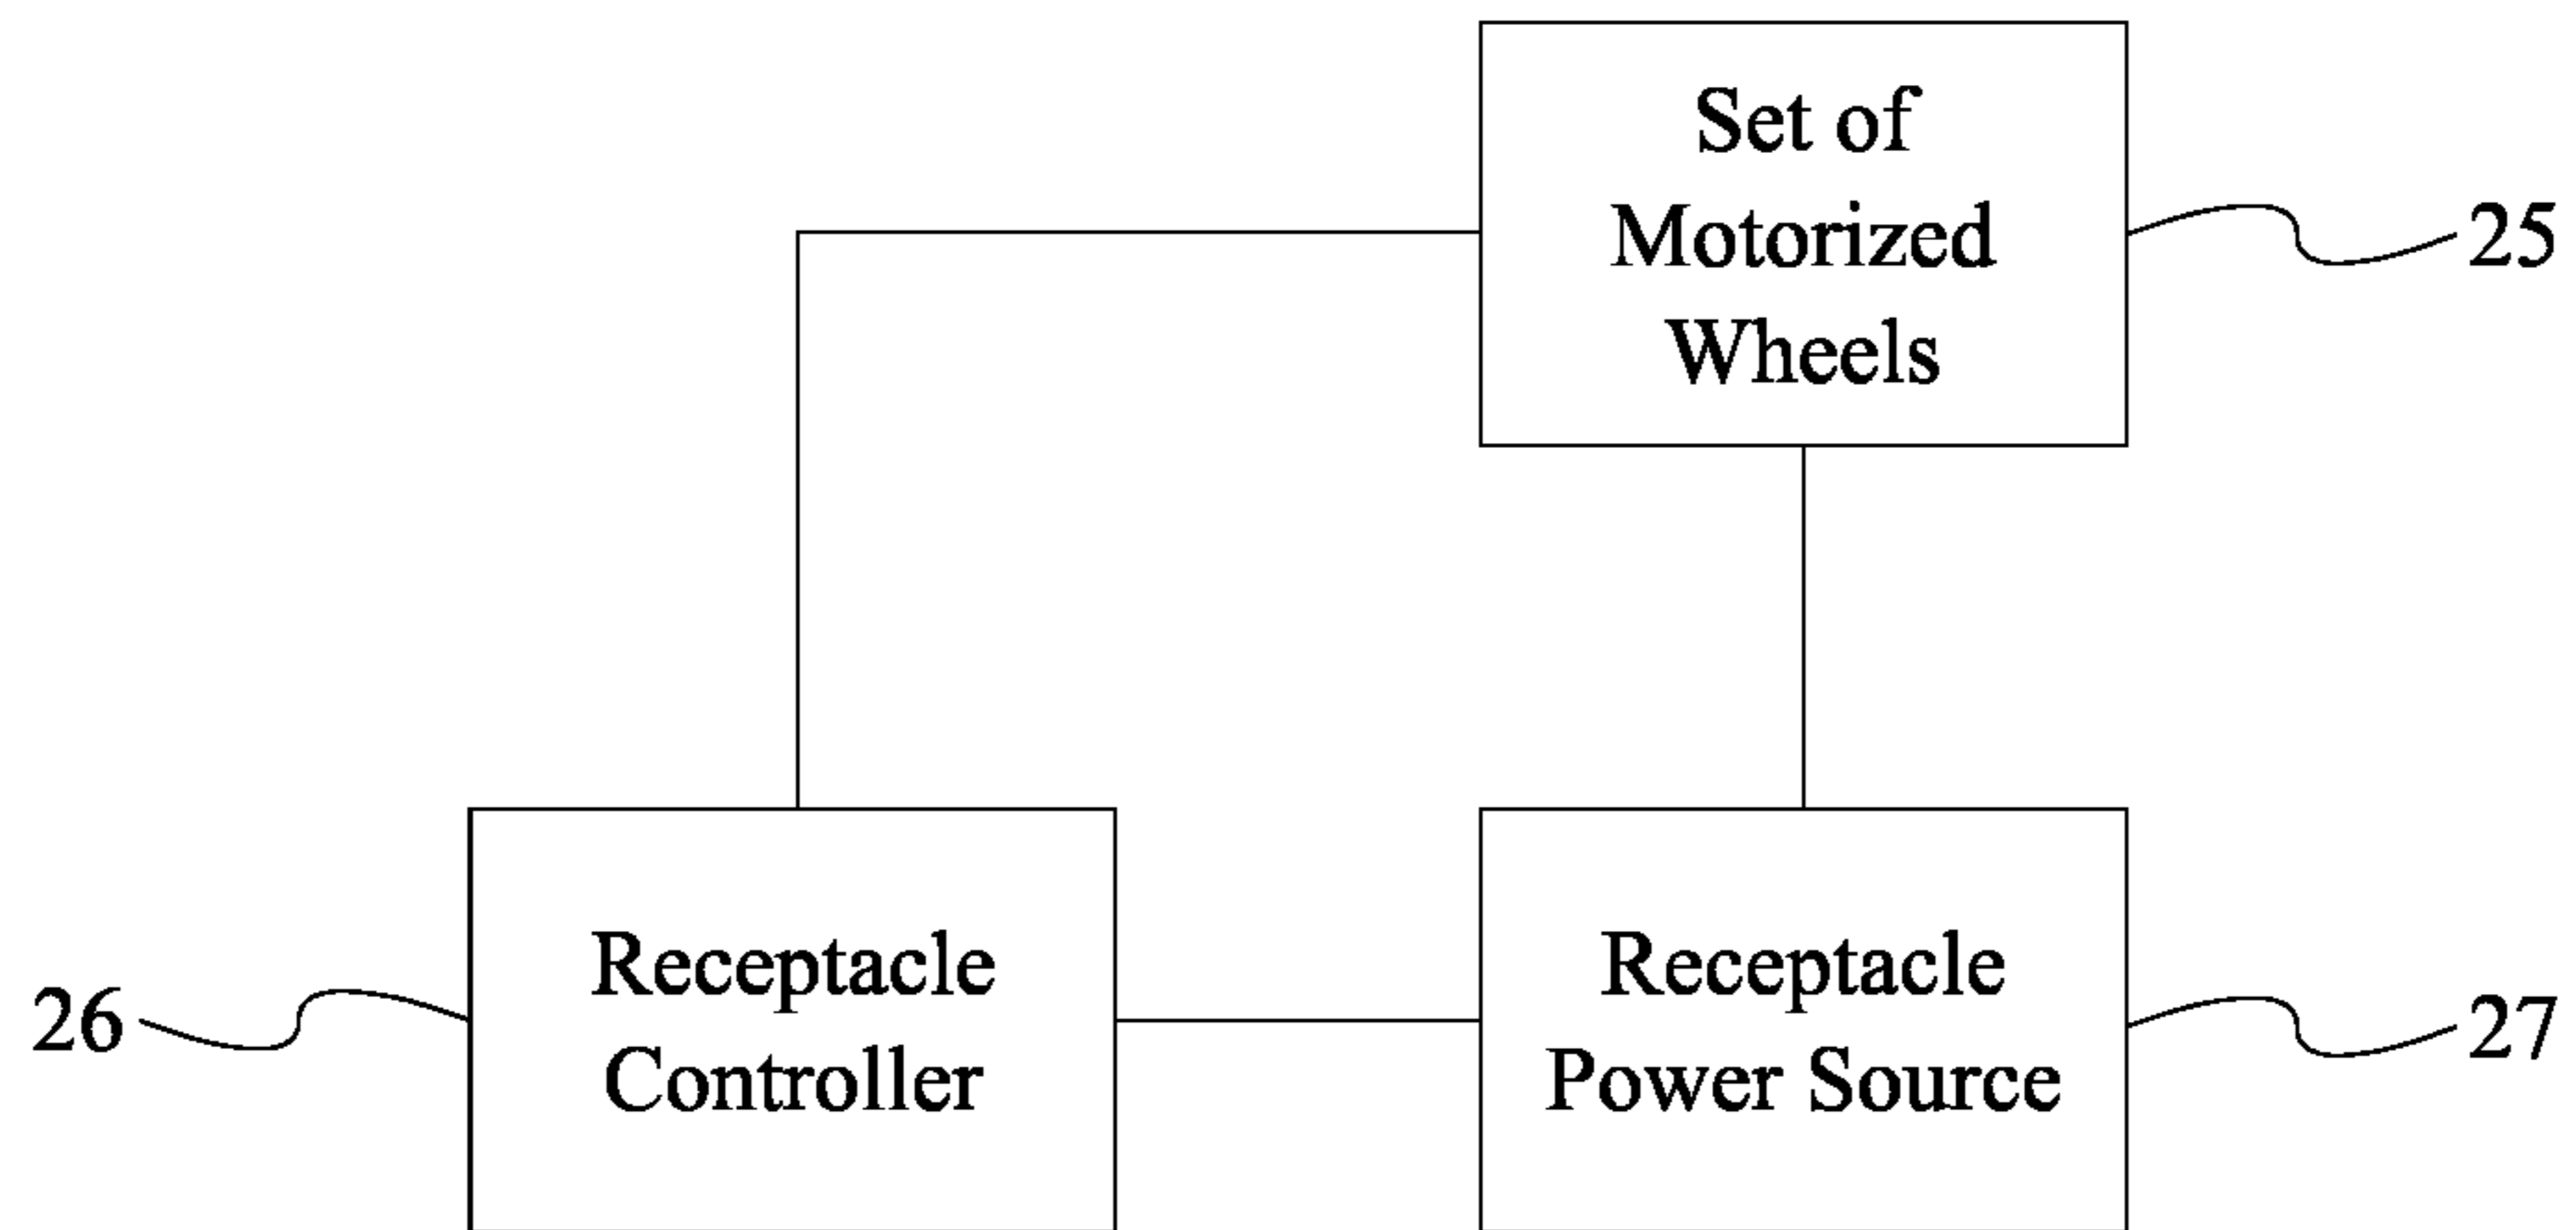 Set of
Motorized
Wheels
25
Receptacle
Controller
26
Receptacle
Power Source
27